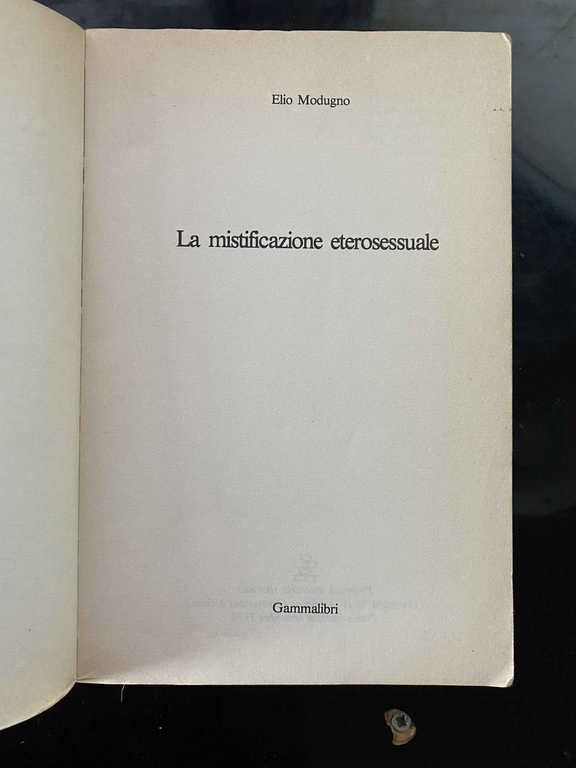 Elio Modugno
La mistificazione eterosessuale
Gammalibri